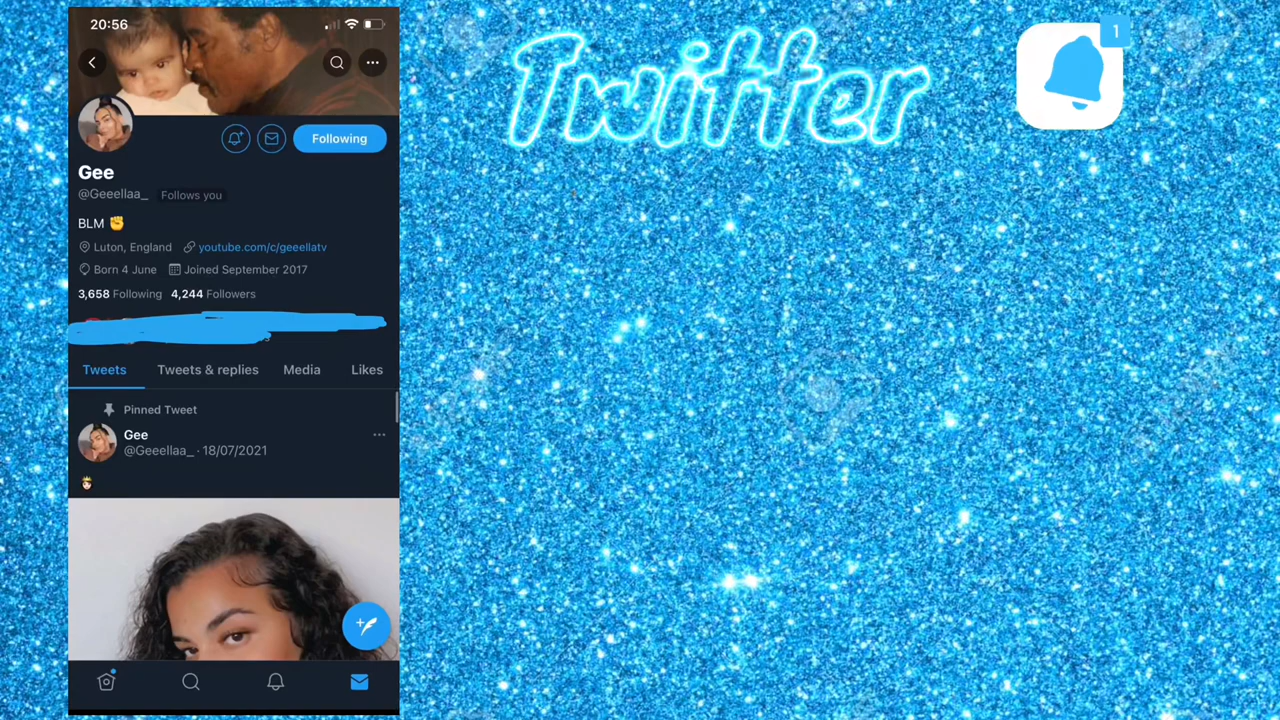 20:56
Twitter
1
Following
Gee
@Geeellaa_ Follows you
BLM ✊
Luton, England youtube.com/c/geeellatv
Born 4 June Joined September 2017
3,658 Following 4,244 Followers
Tweets Tweets & replies Media Likes
Pinned Tweet
Gee
@Geeellaa_ · 18/07/2021